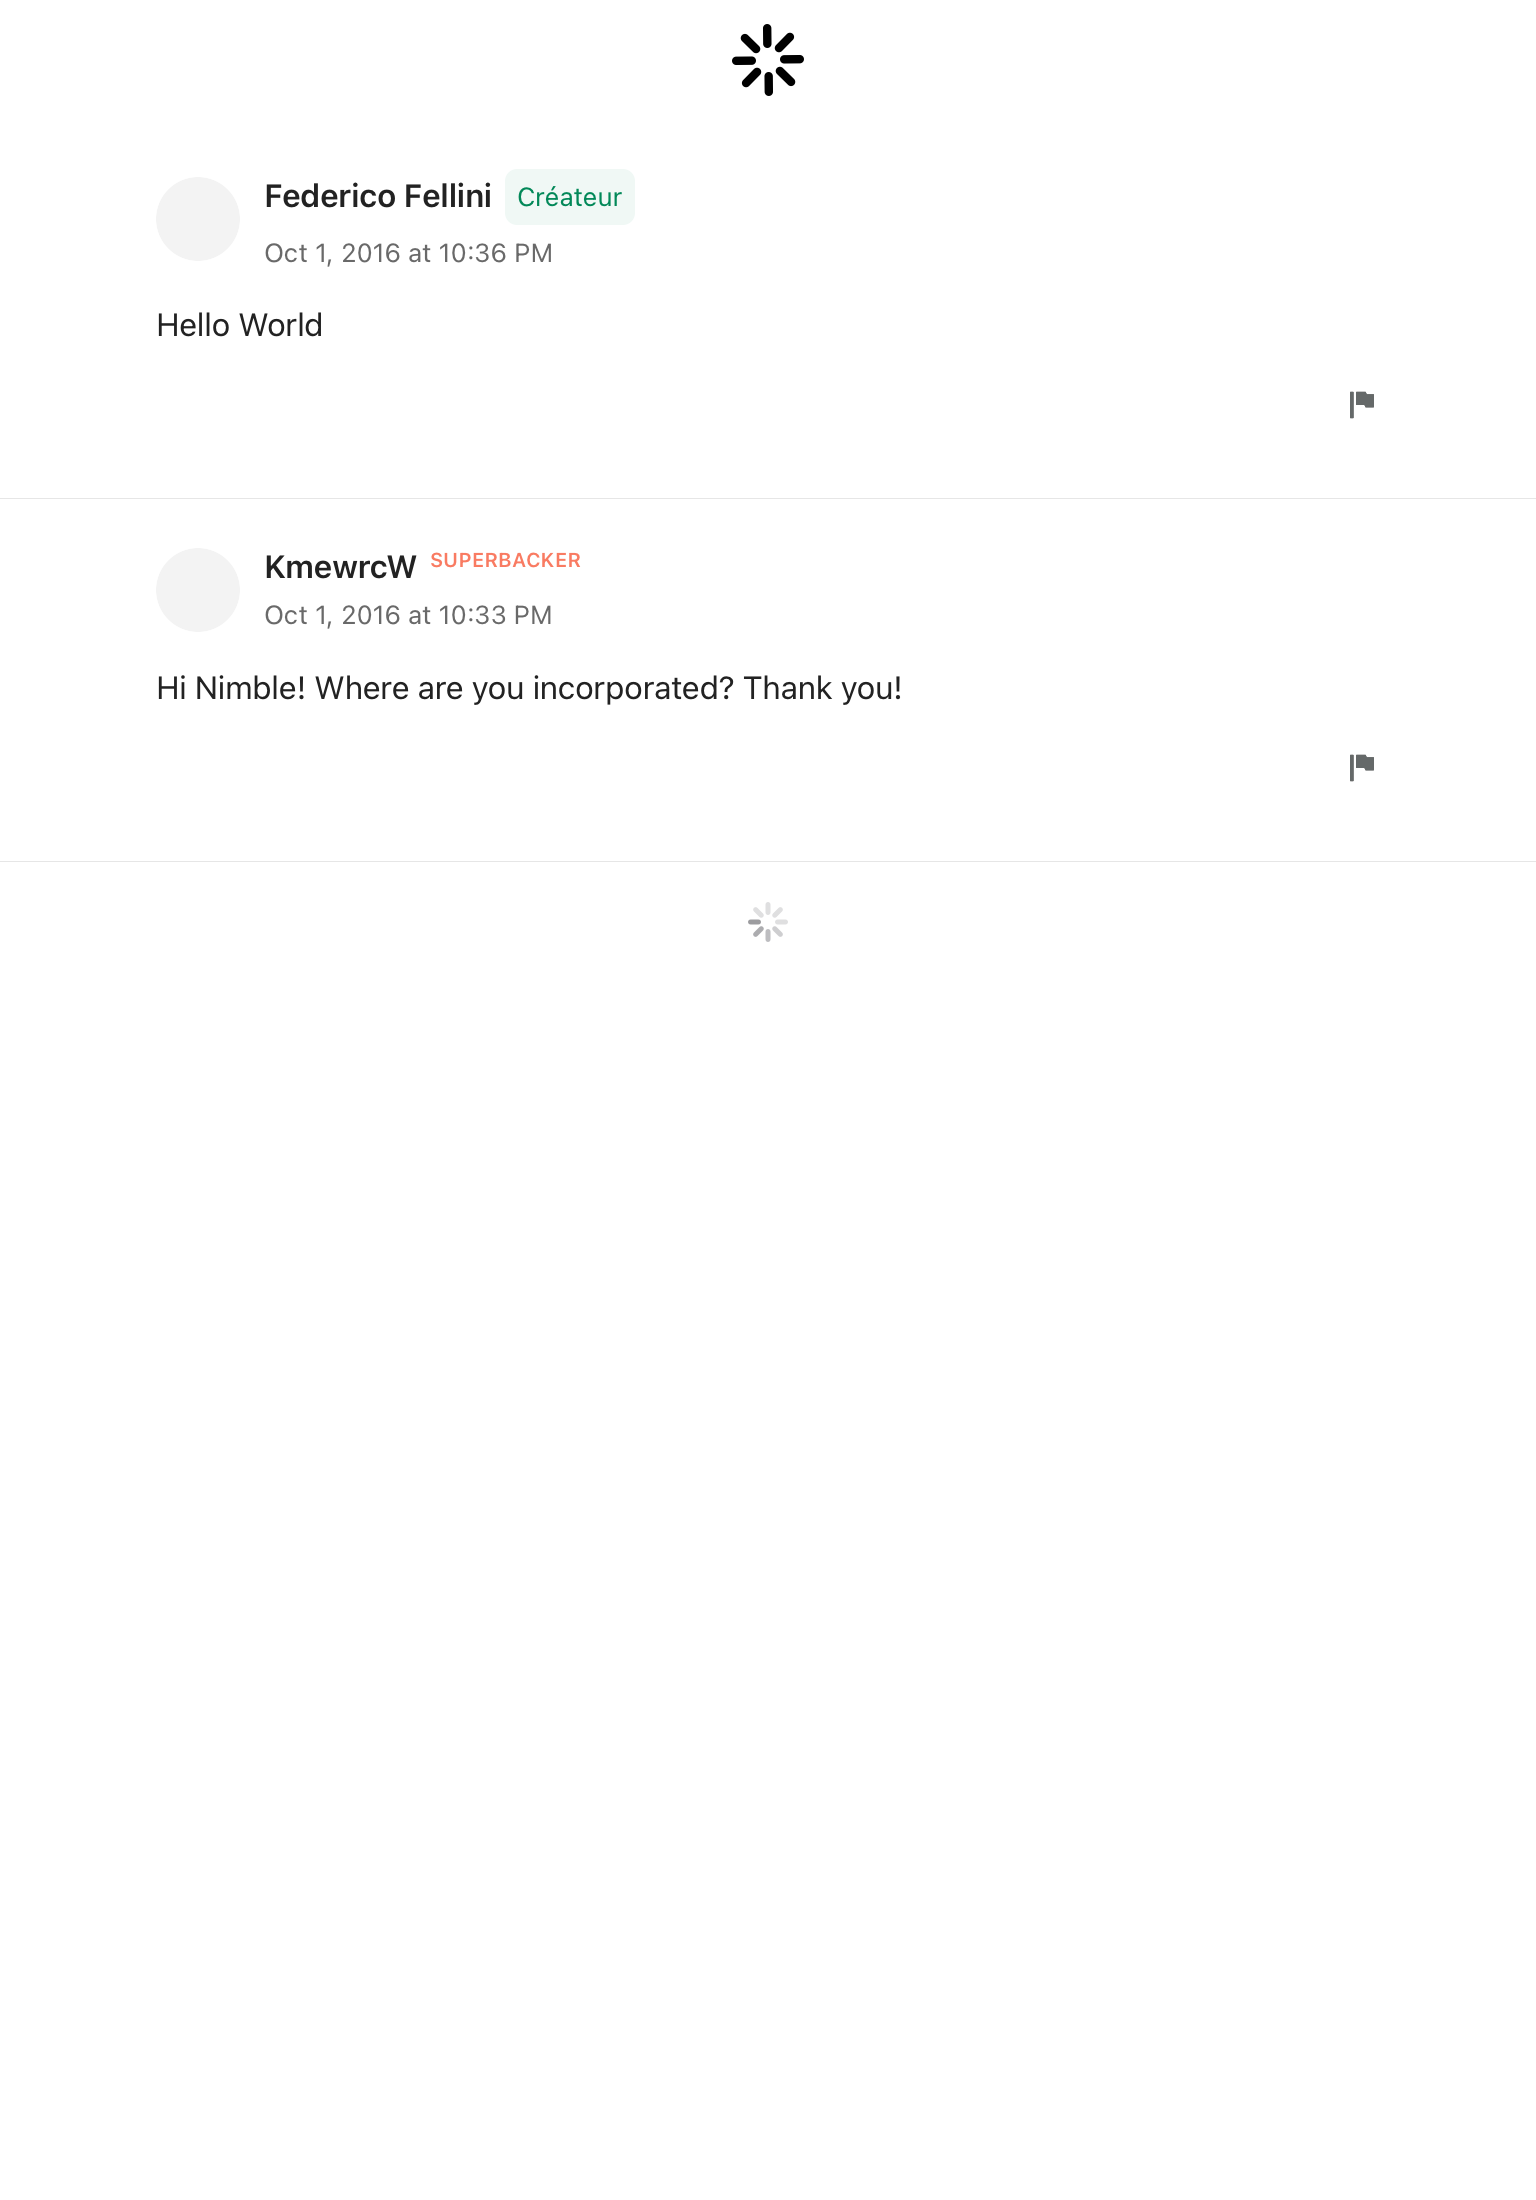 Federico Fellini Créateur
Oct 1, 2016 at 10:36 PM
Hello World
KmewrcW SUPERBACKER
Oct 1, 2016 at 10:33 PM
Hi Nimble! Where are you incorporated? Thank you!